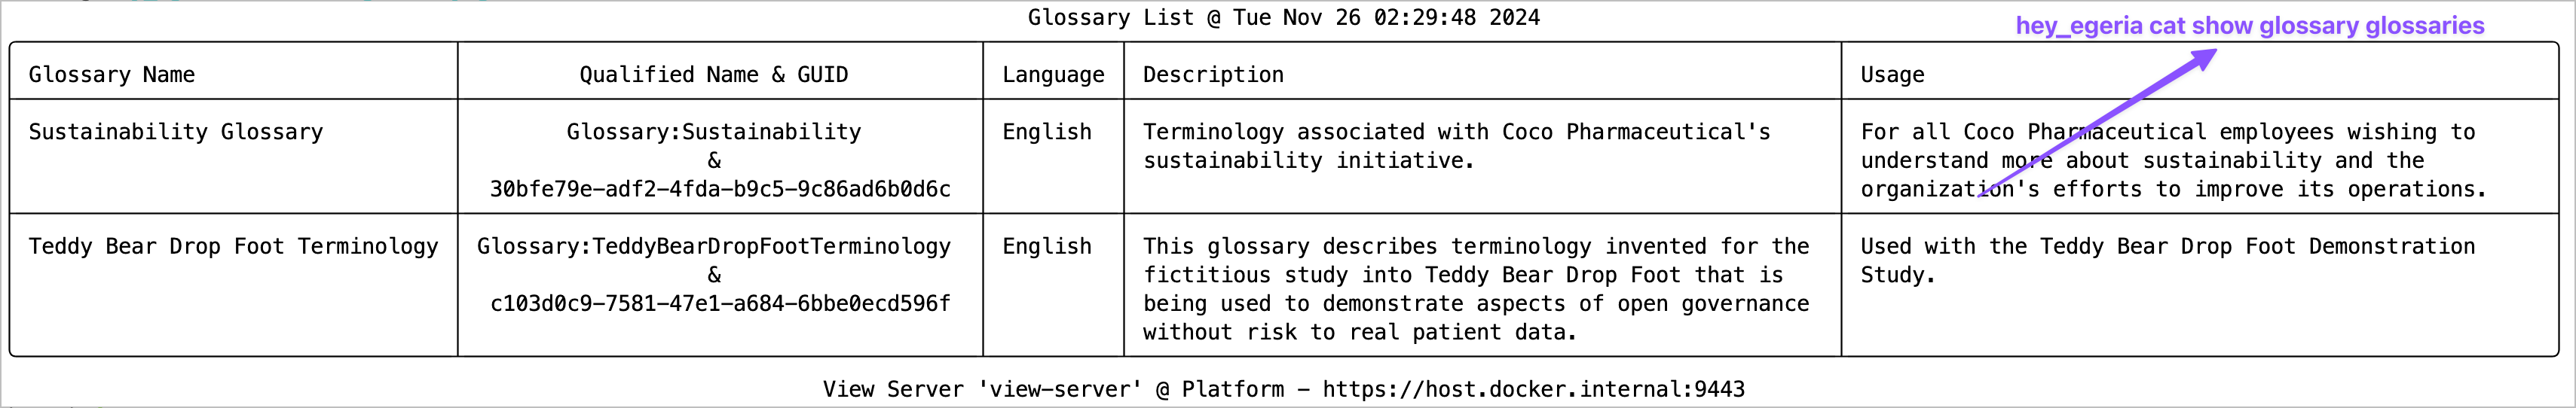 Glossary List @ Tue Nov 26 02:29:48 2024
hey_egeria cat show glossary glossaries
Glossary Name
Qualified Name & GUID
Language
Description
Usage
Sustainability Glossary
Glossary:Sustainability
&
30bfe79e-adf2-4fda-b9c5-9c86ad6b0d6c
English
Terminology associated with Coco Pharmaceutical's
sustainability initiative.
For all Coco Pharmaceutical employees wishing to
understand more about sustainability and the
organization's efforts to improve its operations.
Teddy Bear Drop Foot Terminology
Glossary:TeddyBearDropFootTerminology
&
c103d0c9-7581-47e1-a684-6bbe0ecd596f
English
This glossary describes terminology invented for the
fictitious study into Teddy Bear Drop Foot that is
being used to demonstrate aspects of open governance
without risk to real patient data.
Used with the Teddy Bear Drop Foot Demonstration
Study.
View Server 'view-server' @ Platform - https://host.docker.internal:9443